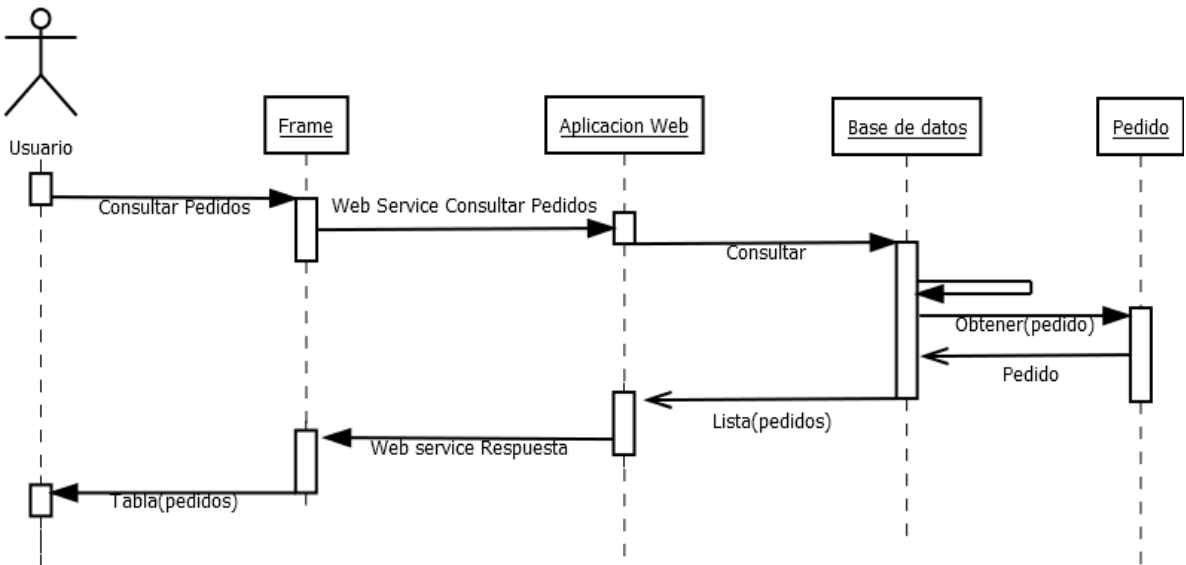 Usuario
Frame
Aplicacion Web
Base de datos
Pedido
Consultar Pedidos
Web Service Consultar Pedidos
Consultar
Obtener(pedido)
Pedido
Lista(pedidos)
Web service Respuesta
Tabla(pedidos)